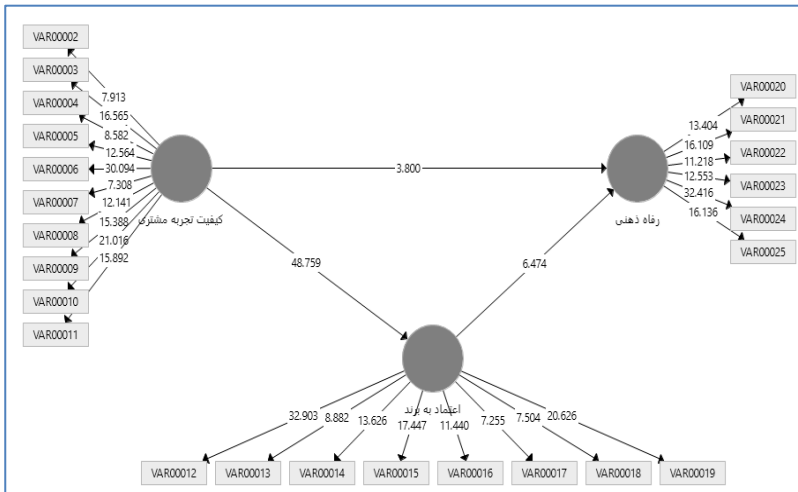 VAR00002
VAR00003
VAR00004
VAR00005
VAR00006
VAR00007
VAR00008
VAR00009
VAR00010
VAR00011
7.913
16.565
8.582
12.564
30.094
7.308
12.141
15.388
21.016
15.892
کیفیت تجربه مشتری
3.800
48.759
6.474
رفاه ذهنی
13.404
16.109
11.218
12.553
32.416
16.136
VAR00020
VAR00021
VAR00022
VAR00023
VAR00024
VAR00025
اعتماد به برند
32.903
8.882
13.626
17.447
11.440
7.255
7.504
20.626
VAR00012
VAR00013
VAR00014
VAR00015
VAR00016
VAR00017
VAR00018
VAR00019